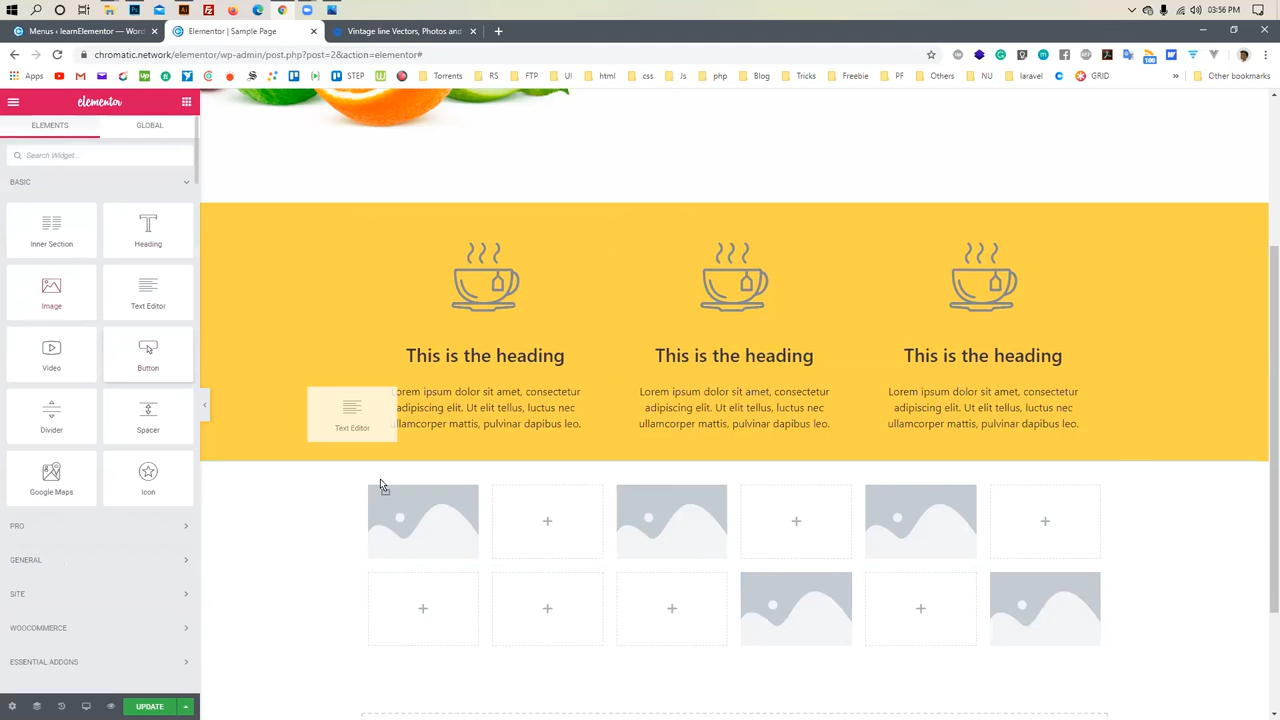 03:56 PM
Menus ‹ learnElementor — Wor
Elementor | Sample Page
Vintage line Vectors, Photos and
chromatic.network/elementor/wp-admin/post.php?post=2&action=elementor#
Apps
STEP
Torrents
RS
FTP
UI
html
css
Js
php
Blog
Tricks
Freebie
PF
Others
NU
laravel
GRID
»
Other bookmarks
elementor
ELEMENTS
GLOBAL
Search Widget...
BASIC
Inner Section
Heading
Image
Text Editor
Video
Button
Divider
Spacer
Google Maps
Icon
PRO
GENERAL
SITE
WOOCOMMERCE
ESSENTIAL ADDONS
UPDATE
This is the heading
This is the heading
This is the heading
Lorem ipsum dolor sit amet, consectetur
adipiscing elit. Ut elit tellus, luctus nec
ullamcorper mattis, pulvinar dapibus leo.
Lorem ipsum dolor sit amet, consectetur
adipiscing elit. Ut elit tellus, luctus nec
ullamcorper mattis, pulvinar dapibus leo.
Lorem ipsum dolor sit amet, consectetur
adipiscing elit. Ut elit tellus, luctus nec
ullamcorper mattis, pulvinar dapibus leo.
Text Editor